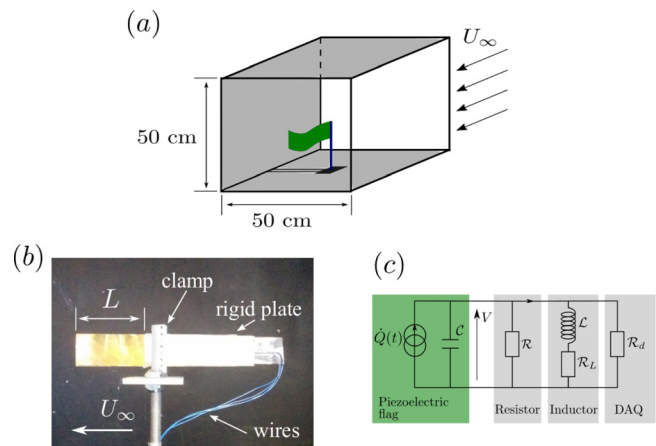 (a)
U∞
50 cm
50 cm
(b)
clamp
L
rigid plate
U∞
wires
(c)
Q̇(t)
C
V
R
L
R_L
R_d
Piezoelectric
flag
Resistor
Inductor
DAQ